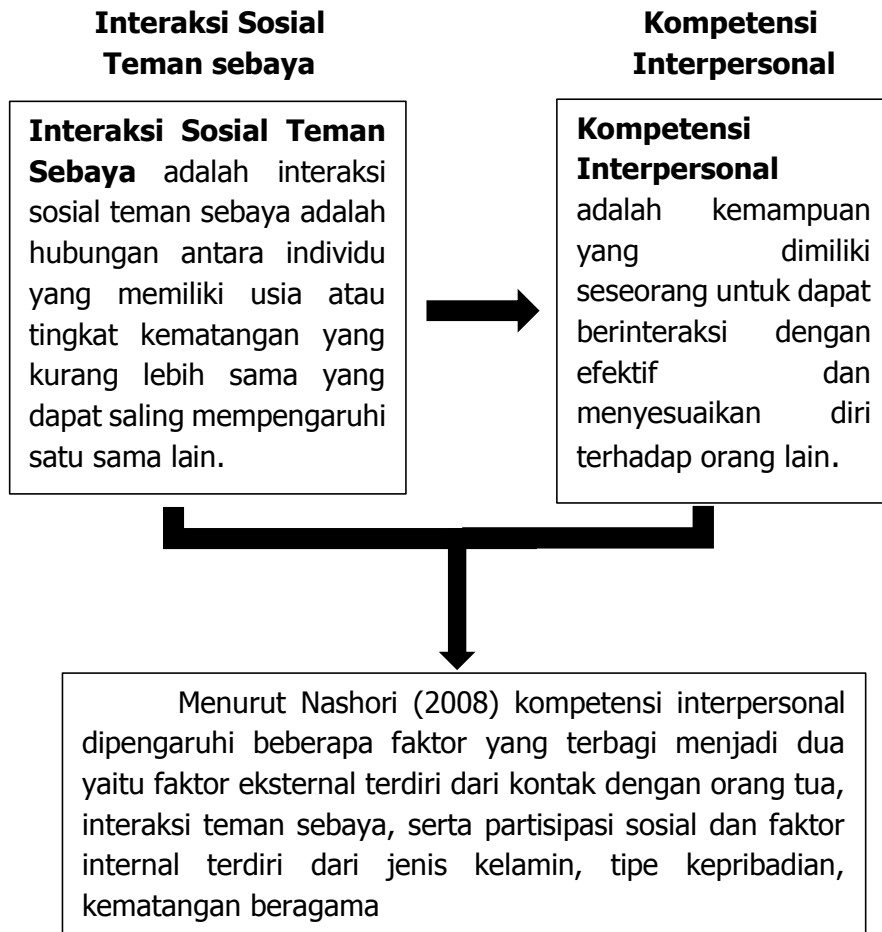 Interaksi Sosial
Teman sebaya
Kompetensi
Interpersonal
Interaksi Sosial Teman
Sebaya adalah interaksi
sosial teman sebaya adalah
hubungan antara individu
yang memiliki usia atau
tingkat kematangan yang
kurang lebih sama yang
dapat saling mempengaruhi
satu sama lain.
Kompetensi
Interpersonal
adalah kemampuan
yang dimiliki
seseorang untuk dapat
berinteraksi dengan
efektif dan
menyesuaikan diri
terhadap orang lain.
Menurut Nashori (2008) kompetensi interpersonal
dipengaruhi beberapa faktor yang terbagi menjadi dua
yaitu faktor eksternal terdiri dari kontak dengan orang tua,
interaksi teman sebaya, serta partisipasi sosial dan faktor
internal terdiri dari jenis kelamin, tipe kepribadian,
kematangan beragama